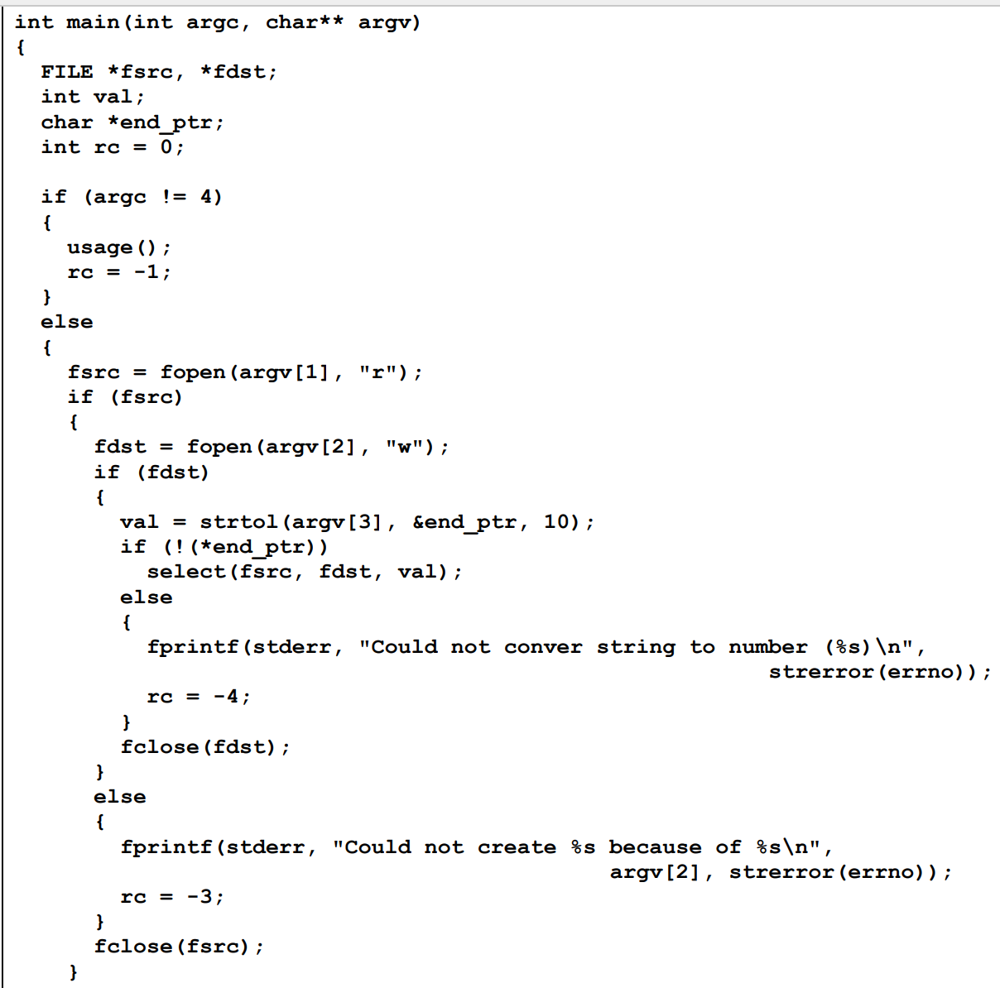 int main(int argc, char** argv)
{
  FILE *fsrc, *fdst;
  int val;
  char *end_ptr;
  int rc = 0;

  if (argc != 4)
  {
    usage();
    rc = -1;
  }
  else
  {
    fsrc = fopen(argv[1], "r");
    if (fsrc)
    {
      fdst = fopen(argv[2], "w");
      if (fdst)
      {
        val = strtol(argv[3], &end_ptr, 10);
        if (!(*end_ptr))
          select(fsrc, fdst, val);
        else
        {
          fprintf(stderr, "Could not conver string to number (%s)\n",
                                                         strerror(errno));
          rc = -4;
        }
        fclose(fdst);
      }
      else
      {
        fprintf(stderr, "Could not create %s because of %s\n",
                                             argv[2], strerror(errno));
        rc = -3;
      }
      fclose(fsrc);
    }